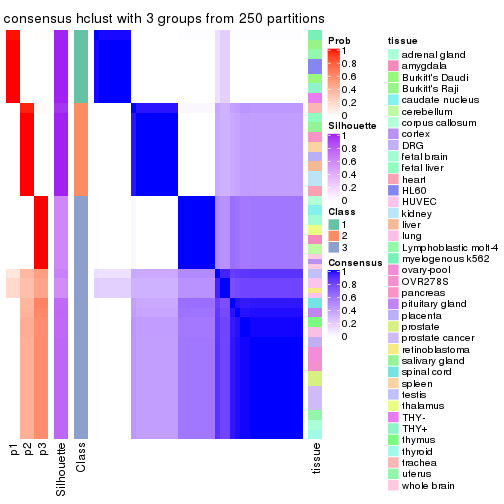 consensus hclust with 3 groups from 250 partitions
Prob
1
0.8
0.6
0.4
0.2
0
Silhouette
1
0.8
0.6
0.4
0.2
0
Class
1
2
3
Consensus
1
0.8
0.6
0.4
0.2
0
tissue
adrenal gland
amygdala
Burkitt's Daudi
Burkitt's Raji
caudate nucleus
cerebellum
corpus callosum
cortex
DRG
fetal brain
fetal liver
heart
HL60
HUVEC
kidney
liver
lung
Lymphoblastic molt-4
myelogenous k562
ovary-pool
OVR278S
pancreas
pituitary gland
placenta
prostate
prostate cancer
retinoblastoma
salivary gland
spinal cord
spleen
testis
thalamus
THY-
THY+
thymus
thyroid
trachea
uterus
whole brain
p1
p2
p3
Silhouette
Class
tissue